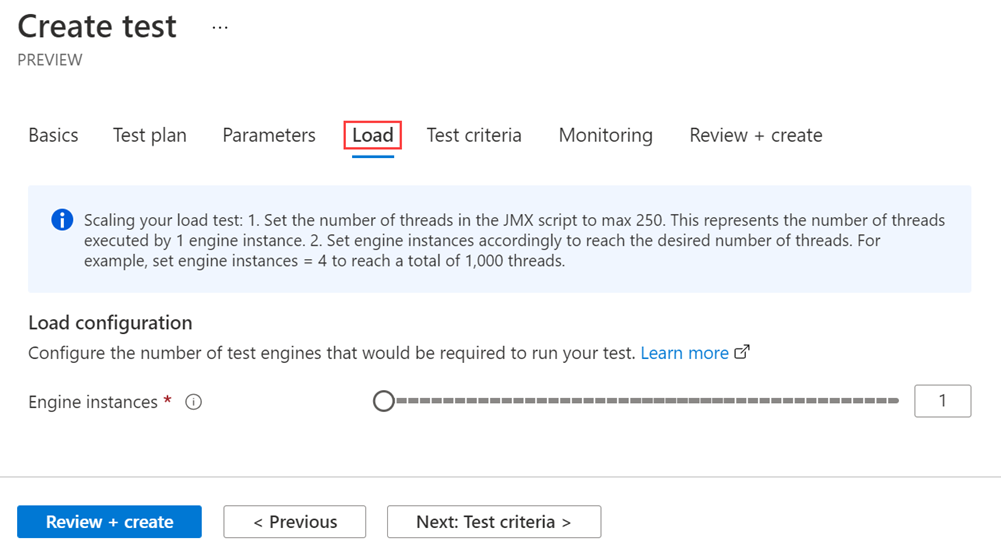 Create test ...
PREVIEW
Basics Test plan Parameters Load Test criteria Monitoring Review + create
Scaling your load test: 1. Set the number of threads in the JMX script to max 250. This represents the number of threads
executed by 1 engine instance. 2. Set engine instances accordingly to reach the desired number of threads. For
example, set engine instances = 4 to reach a total of 1,000 threads.
Load configuration
Configure the number of test engines that would be required to run your test. Learn more
Engine instances * 1
Review + create < Previous Next: Test criteria >